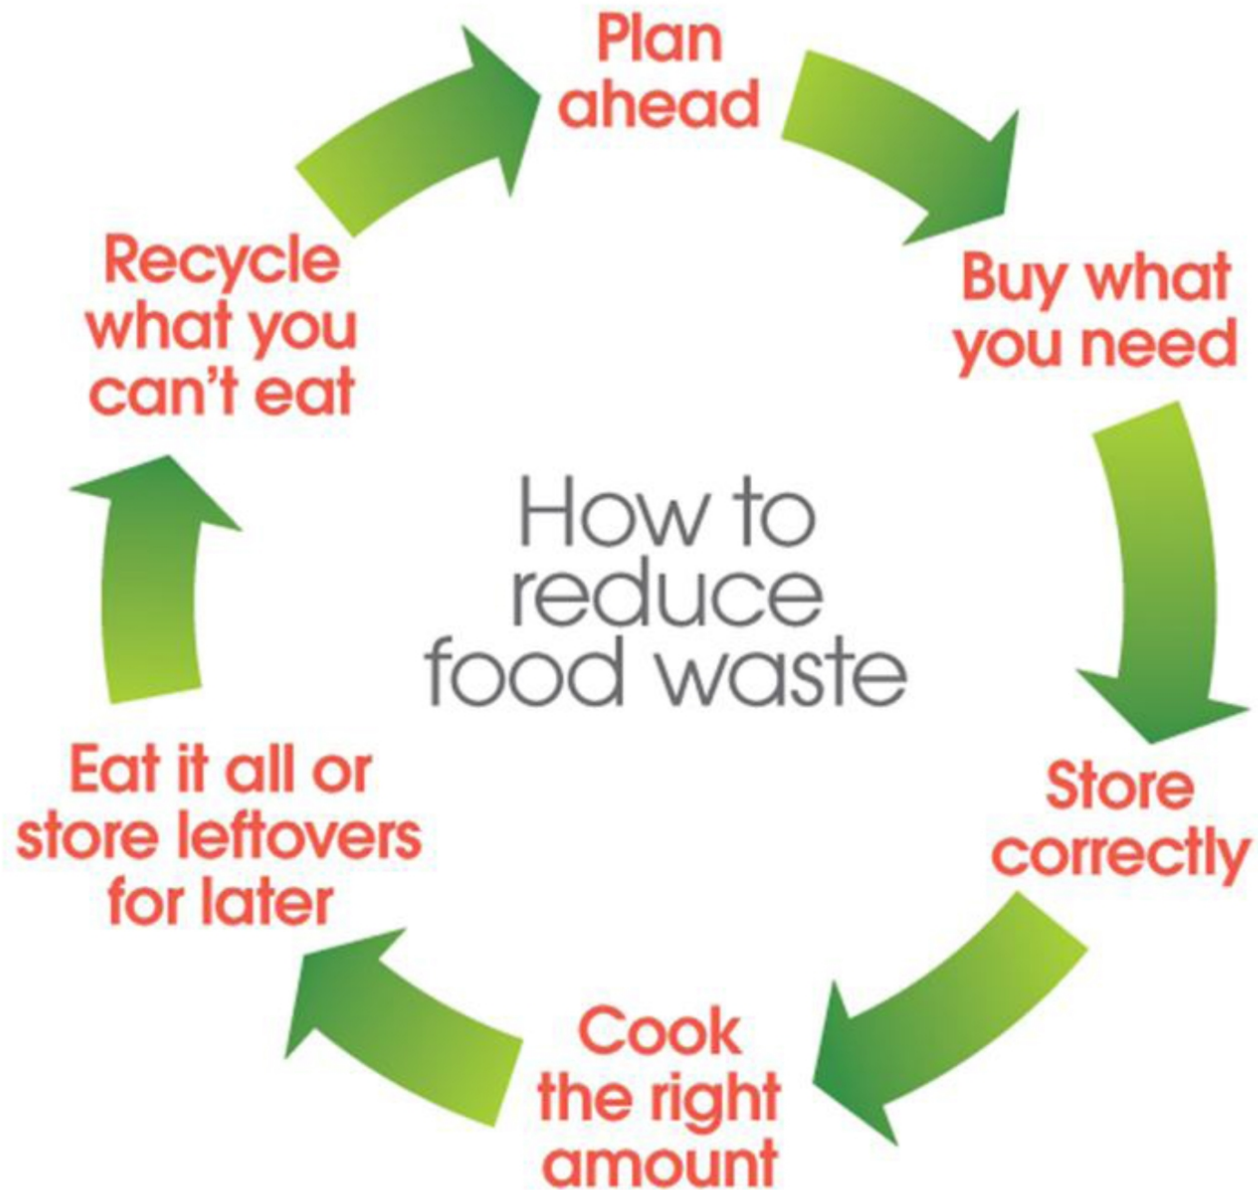 Plan
ahead
Buy what
you need
Store
correctly
Cook
the right
amount
Eat it all or
store leftovers
for later
Recycle
what you
can't eat
How to
reduce
food waste